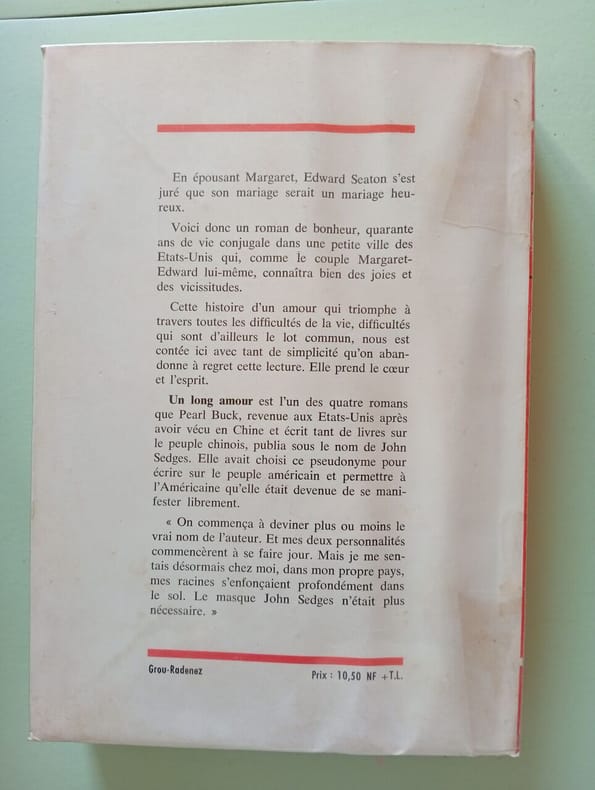 En épousant Margaret, Edward Seaton s'est
juré que son mariage serait un mariage heu-
reux.
Voici donc un roman de bonheur, quarante
ans de vie conjugale dans une petite ville des
Etats-Unis qui, comme le couple Margaret-
Edward lui-même, connaîtra bien des joies et
des vicissitudes.
Cette histoire d'un amour qui triomphe à
travers toutes les difficultés de la vie, difficultés
qui sont d'ailleurs le lot commun, nous est
contée ici avec tant de simplicité qu'on aban-
donne à regret cette lecture. Elle prend le cœur
et l'esprit.
Un long amour est l'un des quatre romans
que Pearl Buck, revenue aux Etats-Unis après
avoir vécu en Chine et écrit tant de livres sur
le peuple chinois, publia sous le nom de John
Sedges. Elle avait choisi ce pseudonyme pour
écrire sur le peuple américain et permettre à
l'Américaine qu'elle était devenue de se mani-
fester librement.
« On commença à deviner plus ou moins le
vrai nom de l'auteur. Et mes deux personnalités
commencèrent à se faire jour. Mais je me sen-
tais désormais chez moi, dans mon propre pays,
mes racines s'enfonçaient profondément dans
le sol. Le masque John Sedges n'était plus
nécessaire. »
Grou-Radenez
Prix : 10,50 NF + T.L.